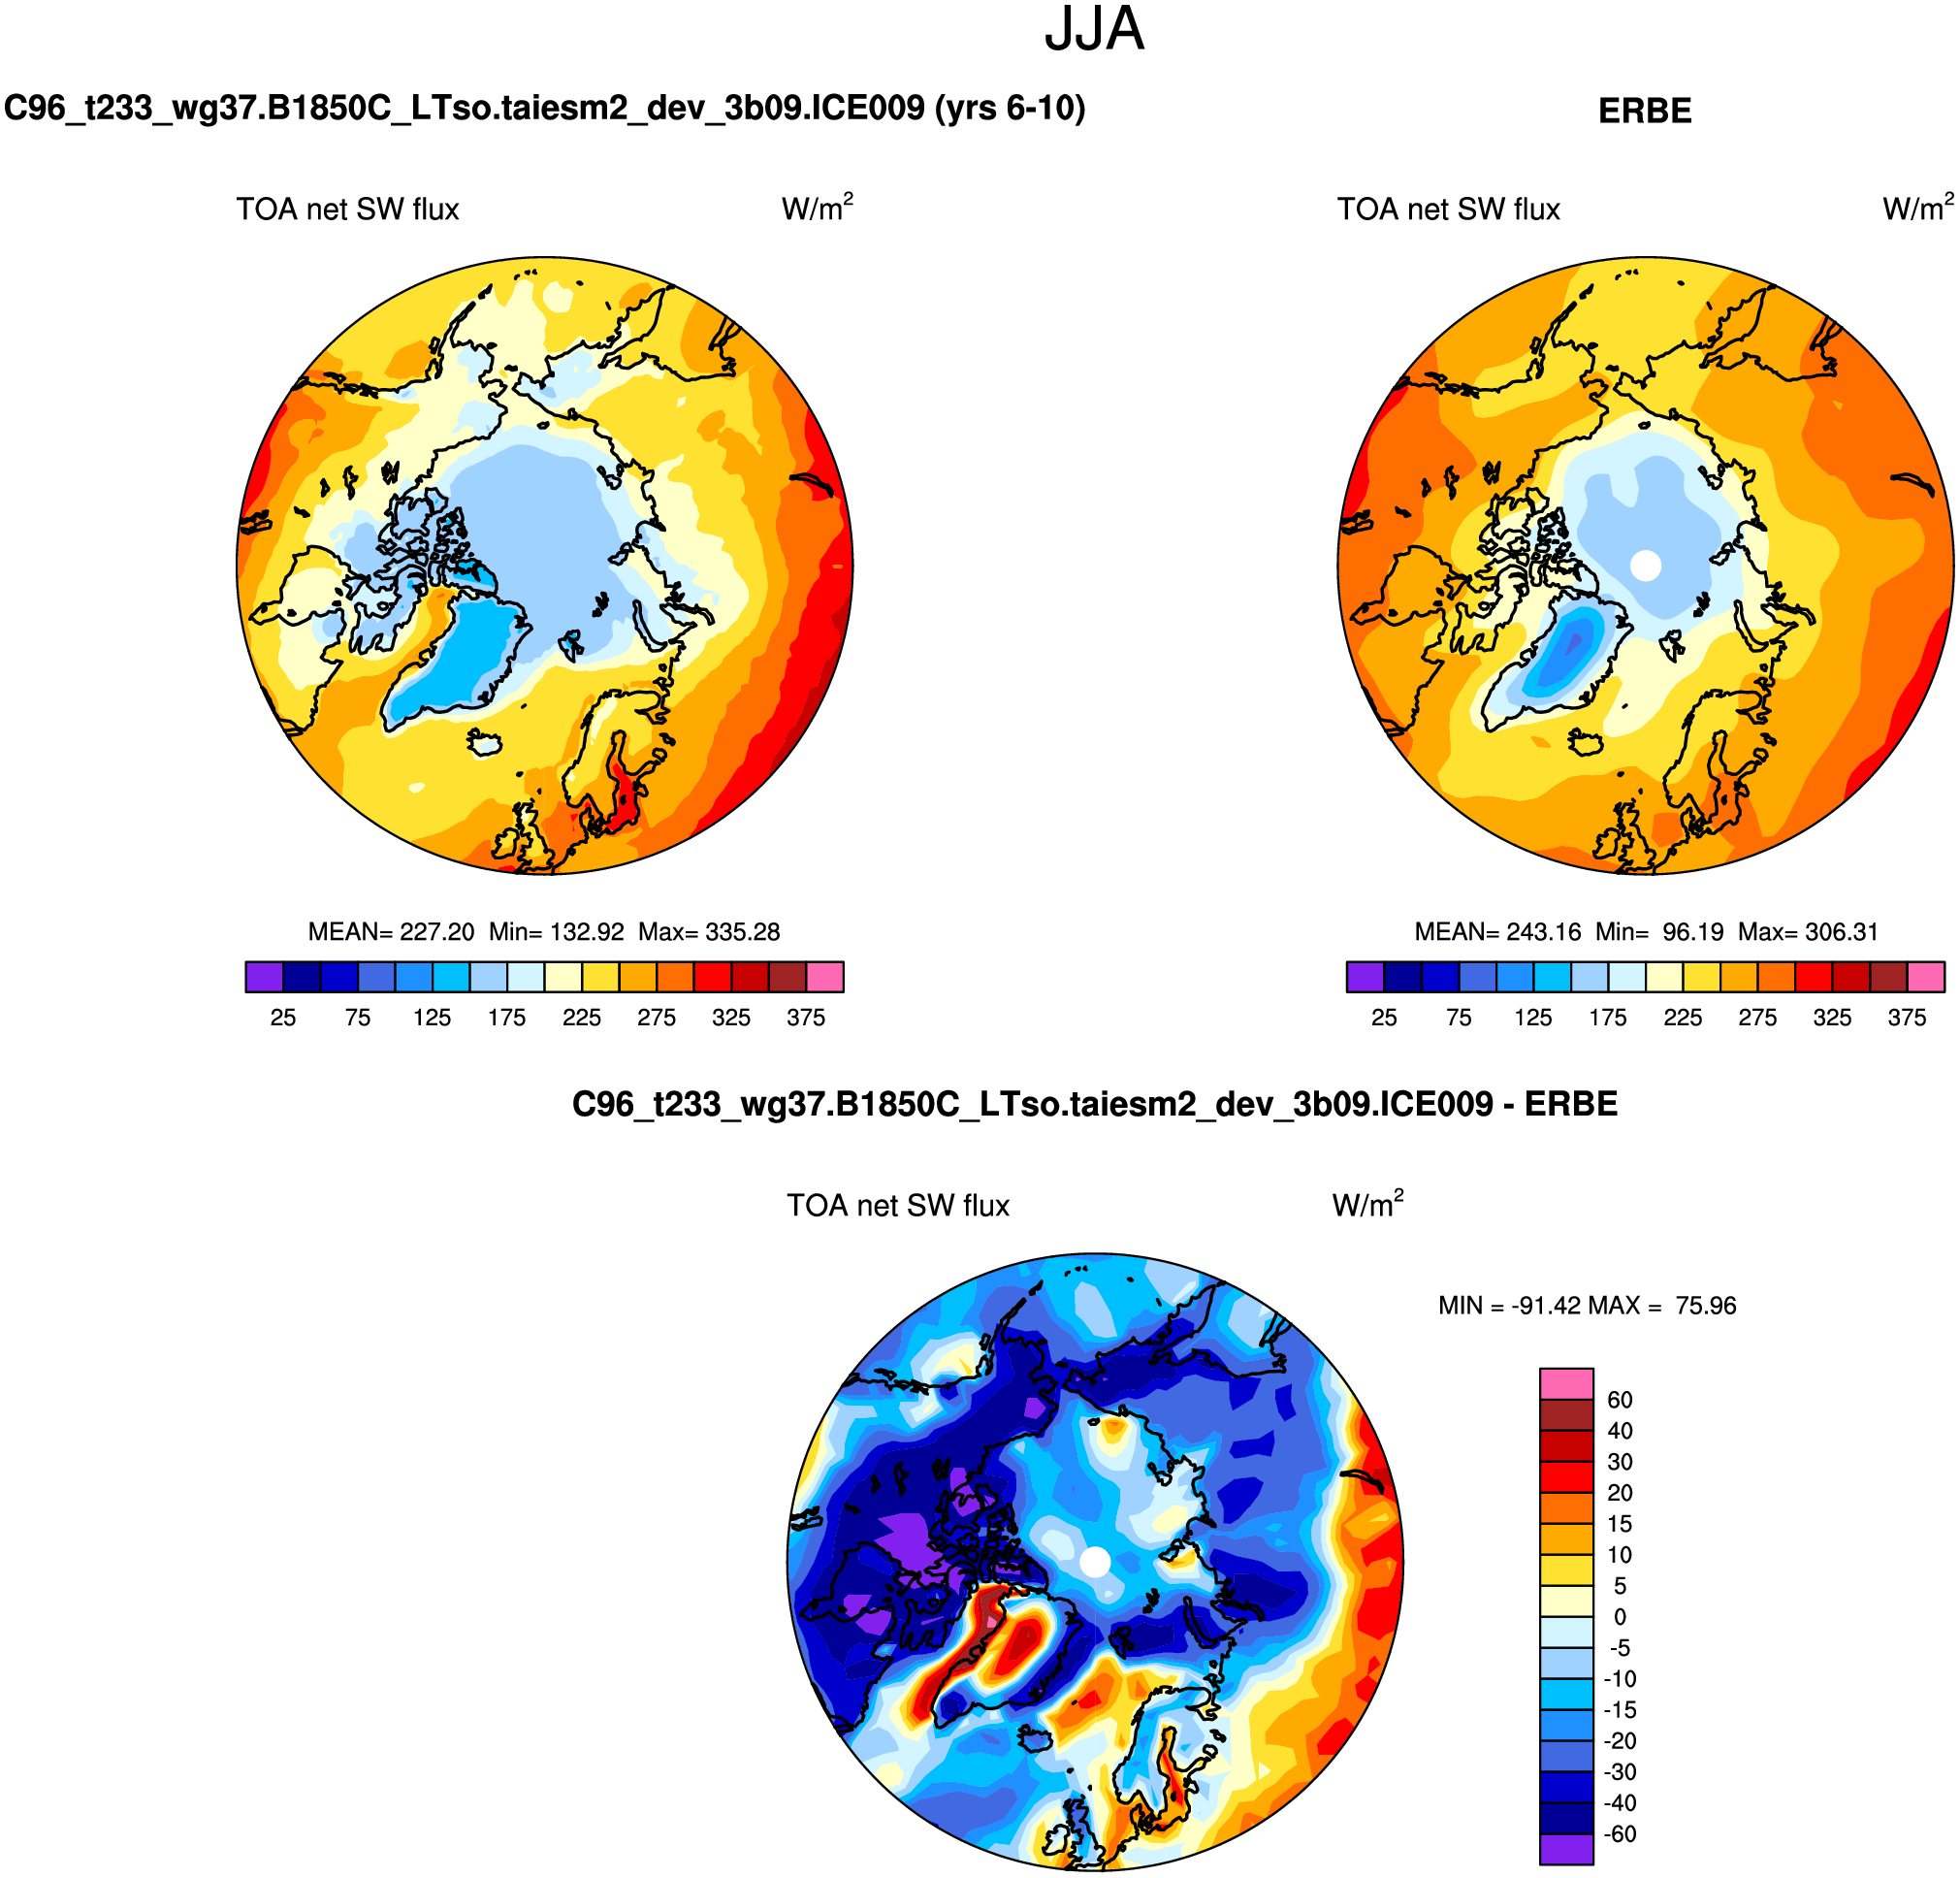 JJA
C96_t233_wg37.B1850C_LTso.taiesm2_dev_3b09.ICE009 (yrs 6-10)
ERBE
TOA net SW flux W/m²
TOA net SW flux W/m²
MEAN= 227.20 Min= 132.92 Max= 335.28
MEAN= 243.16 Min= 96.19 Max= 306.31
25 75 125 175 225 275 325 375
25 75 125 175 225 275 325 375
C96_t233_wg37.B1850C_LTso.taiesm2_dev_3b09.ICE009 - ERBE
TOA net SW flux W/m²
MIN = -91.42 MAX = 75.96
60
40
30
20
15
10
5
0
-5
-10
-15
-20
-30
-40
-60